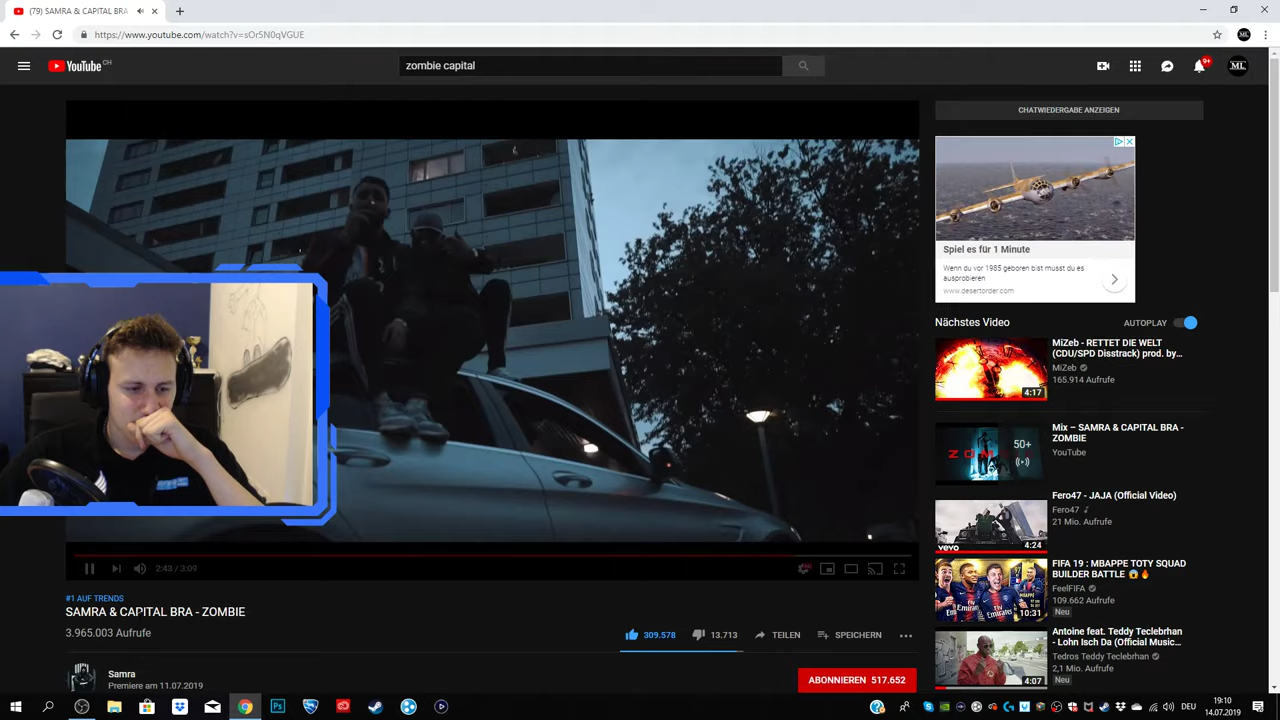 (79) SAMRA & CAPITAL BRA
https://www.youtube.com/watch?v=sOr5N0qVGUE
YouTube CH
zombie capital
9+
ML
CHATWIEDERGABE ANZEIGEN
Spiel es für 1 Minute
Wenn du vor 1985 geboren bist musst du es
ausprobieren
www.desertorder.com
Nächstes Video
AUTOPLAY
MiZeb - RETTET DIE WELT
(CDU/SPD Disstrack) prod. by...
MiZeb
165.914 Aufrufe
4:17
Mix – SAMRA & CAPITAL BRA -
ZOMBIE
YouTube
50+
Fero47 - JAJA (Official Video)
Fero47
21 Mio. Aufrufe
vevo
4:24
FIFA 19 : MBAPPE TOTY SQUAD
BUILDER BATTLE 😱🔥
FeelFIFA
109.662 Aufrufe
Neu
10:31
Antoine feat. Teddy Teclebrhan
- Lohn Isch Da (Official Music...
Tedros Teddy Teclebrhan
2,1 Mio. Aufrufe
Neu
4:07
2:43 / 3:09
#1 AUF TRENDS
SAMRA & CAPITAL BRA - ZOMBIE
3.965.003 Aufrufe
309.578
13.713
TEILEN
SPEICHERN
Samra
Premiere am 11.07.2019
ABONNIEREN 517.652
Ps
DEU
19:10
14.07.2019